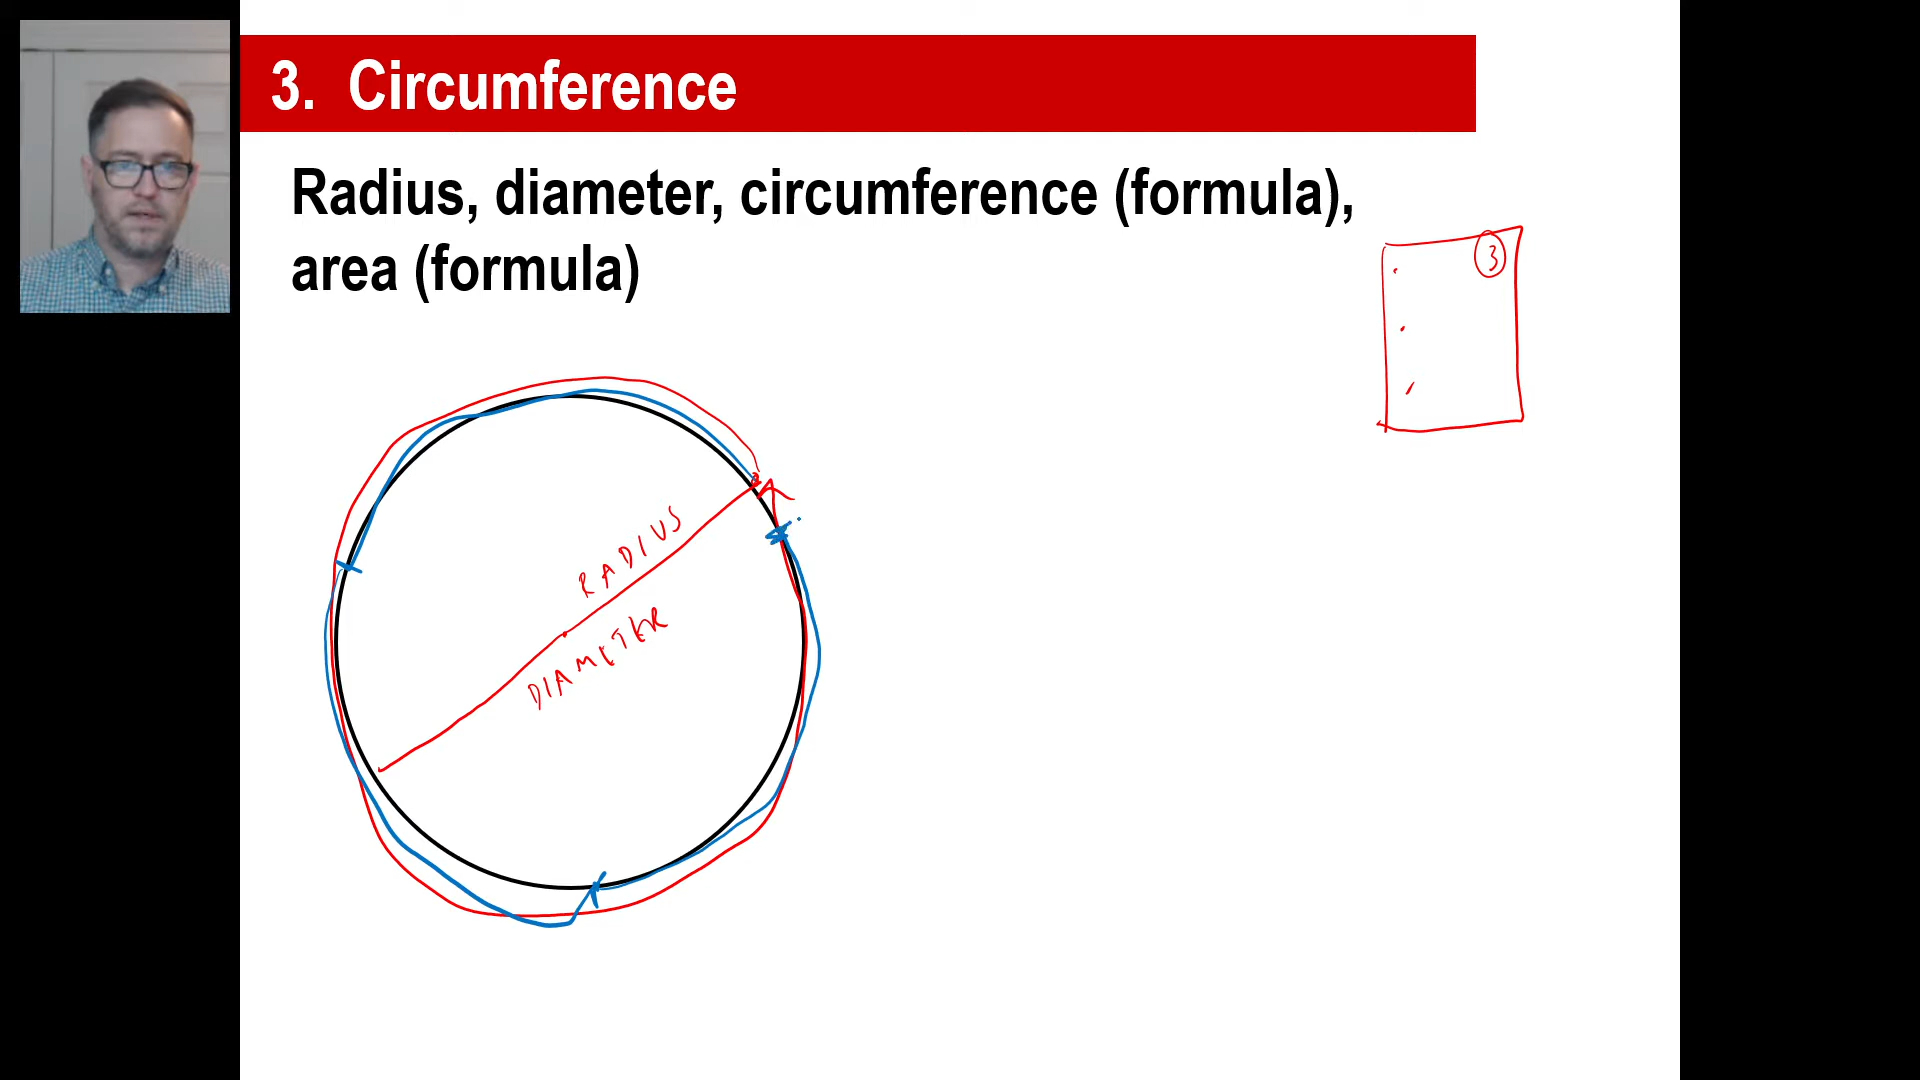 3. Circumference
Radius, diameter, circumference (formula),
area (formula)
3
RADIUS
DIAMETER